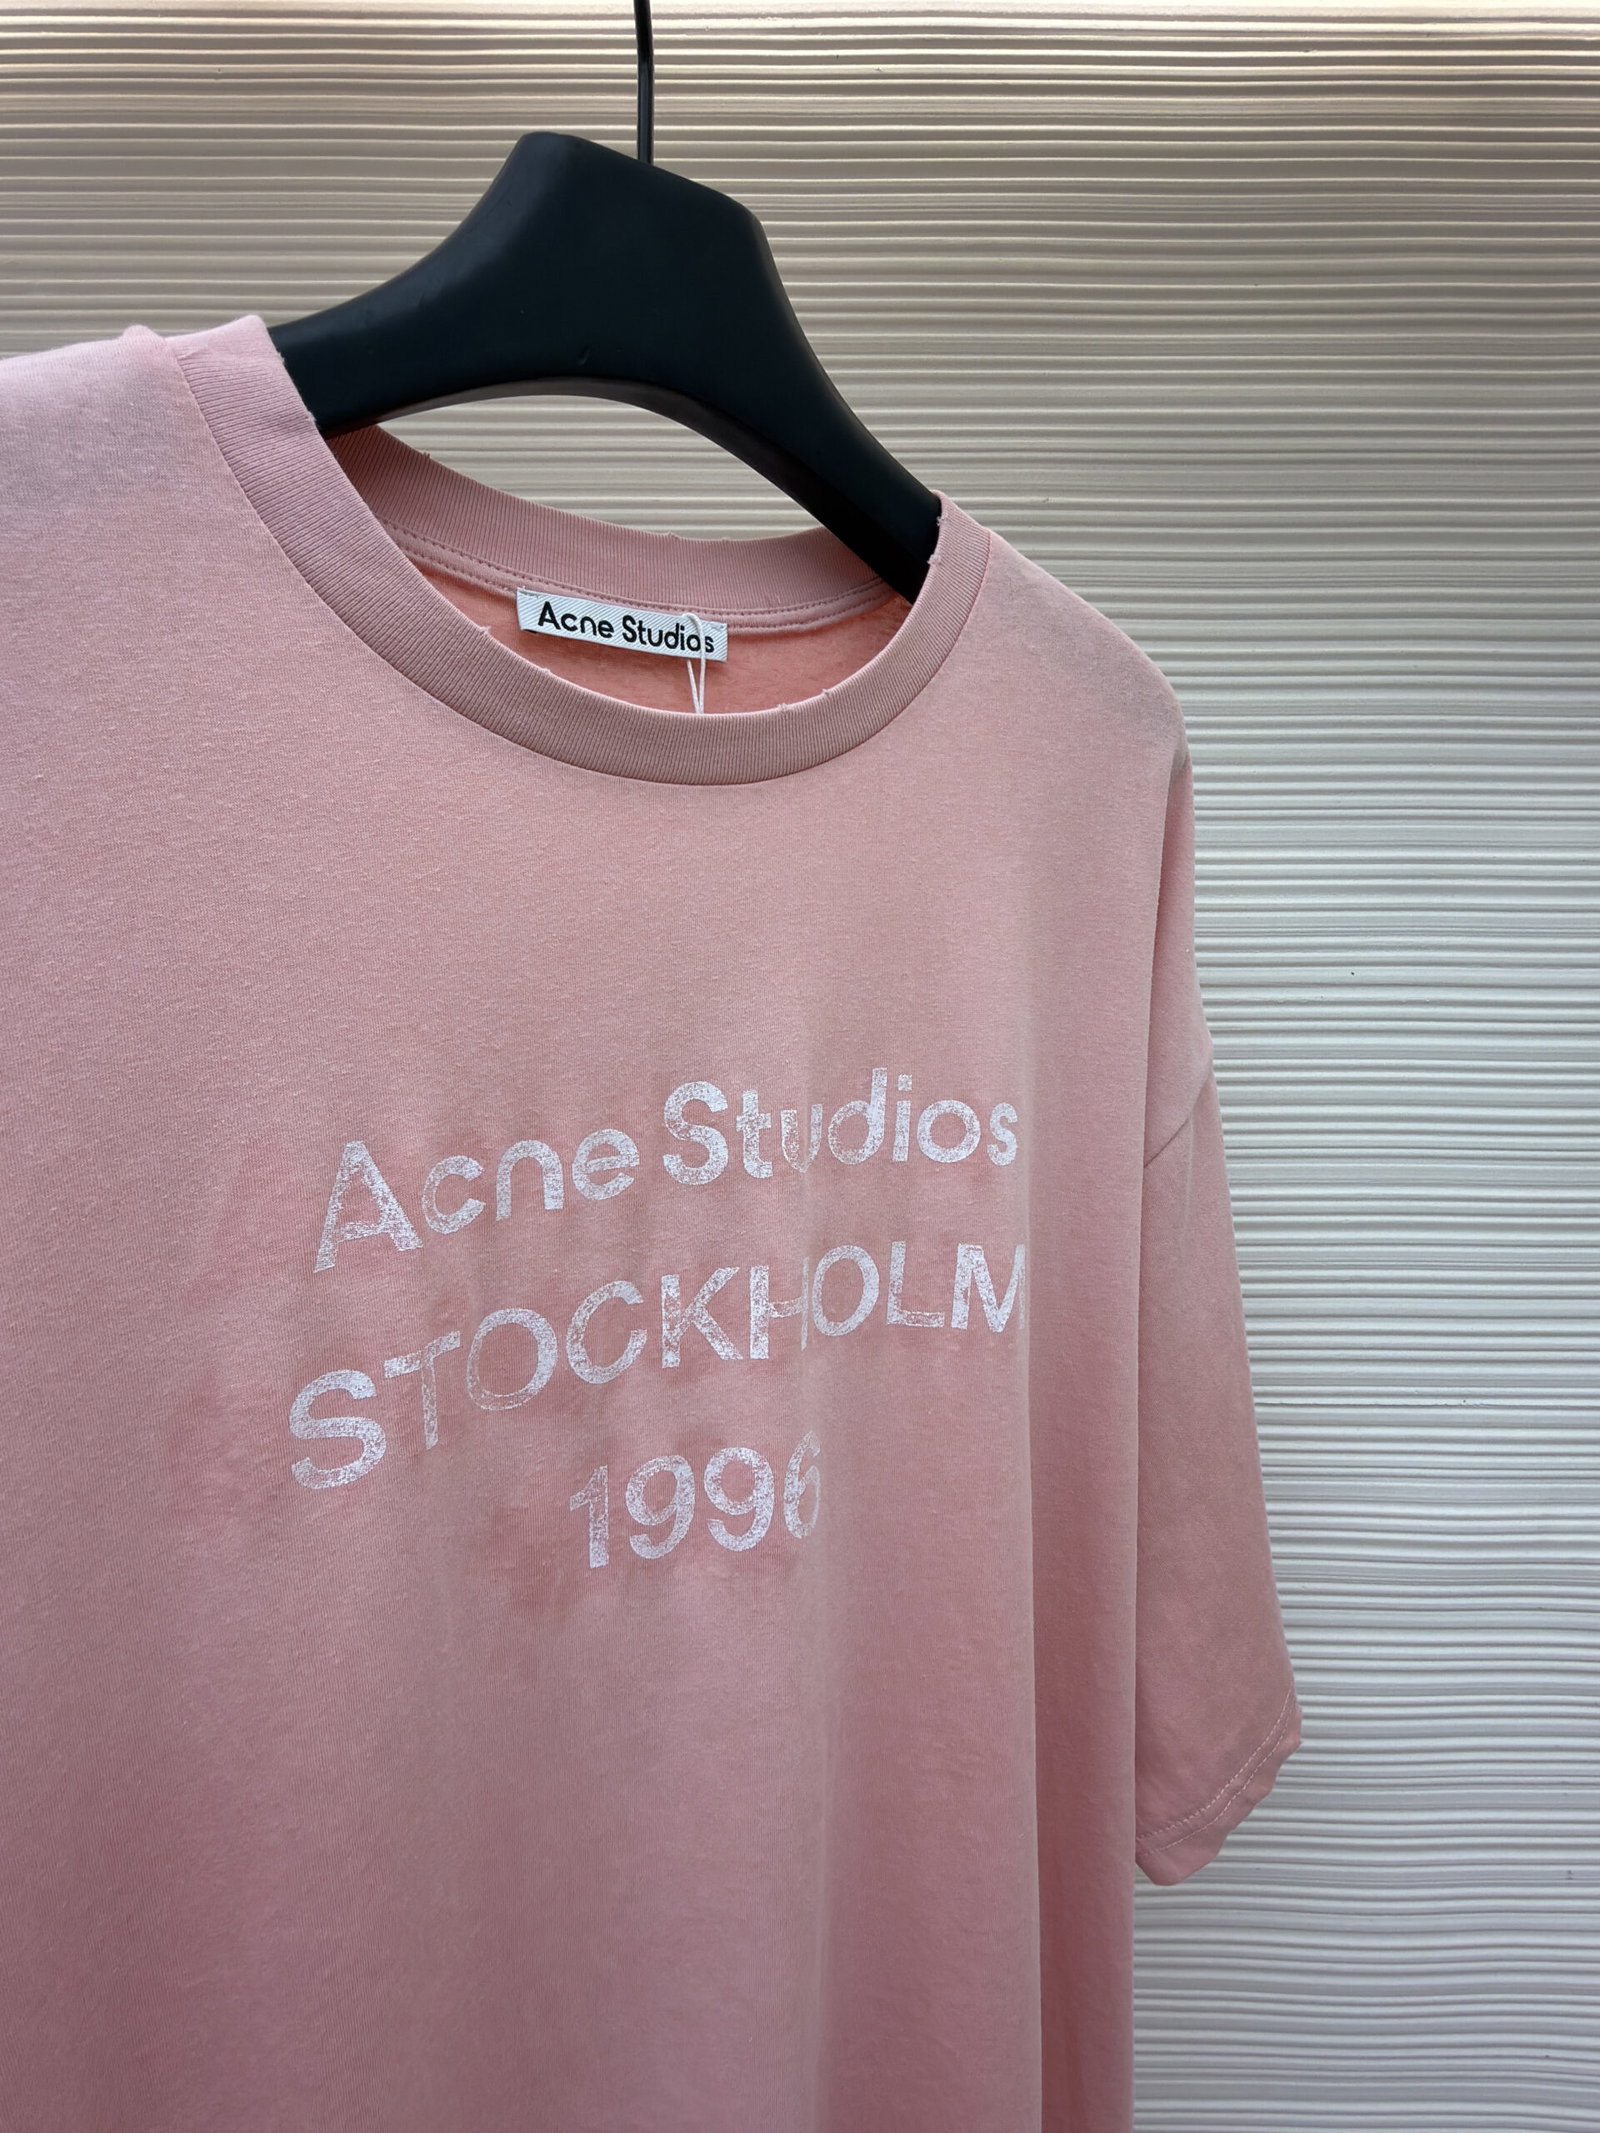 Acne Studios
Acne Studios
STOCKHOLM
1996